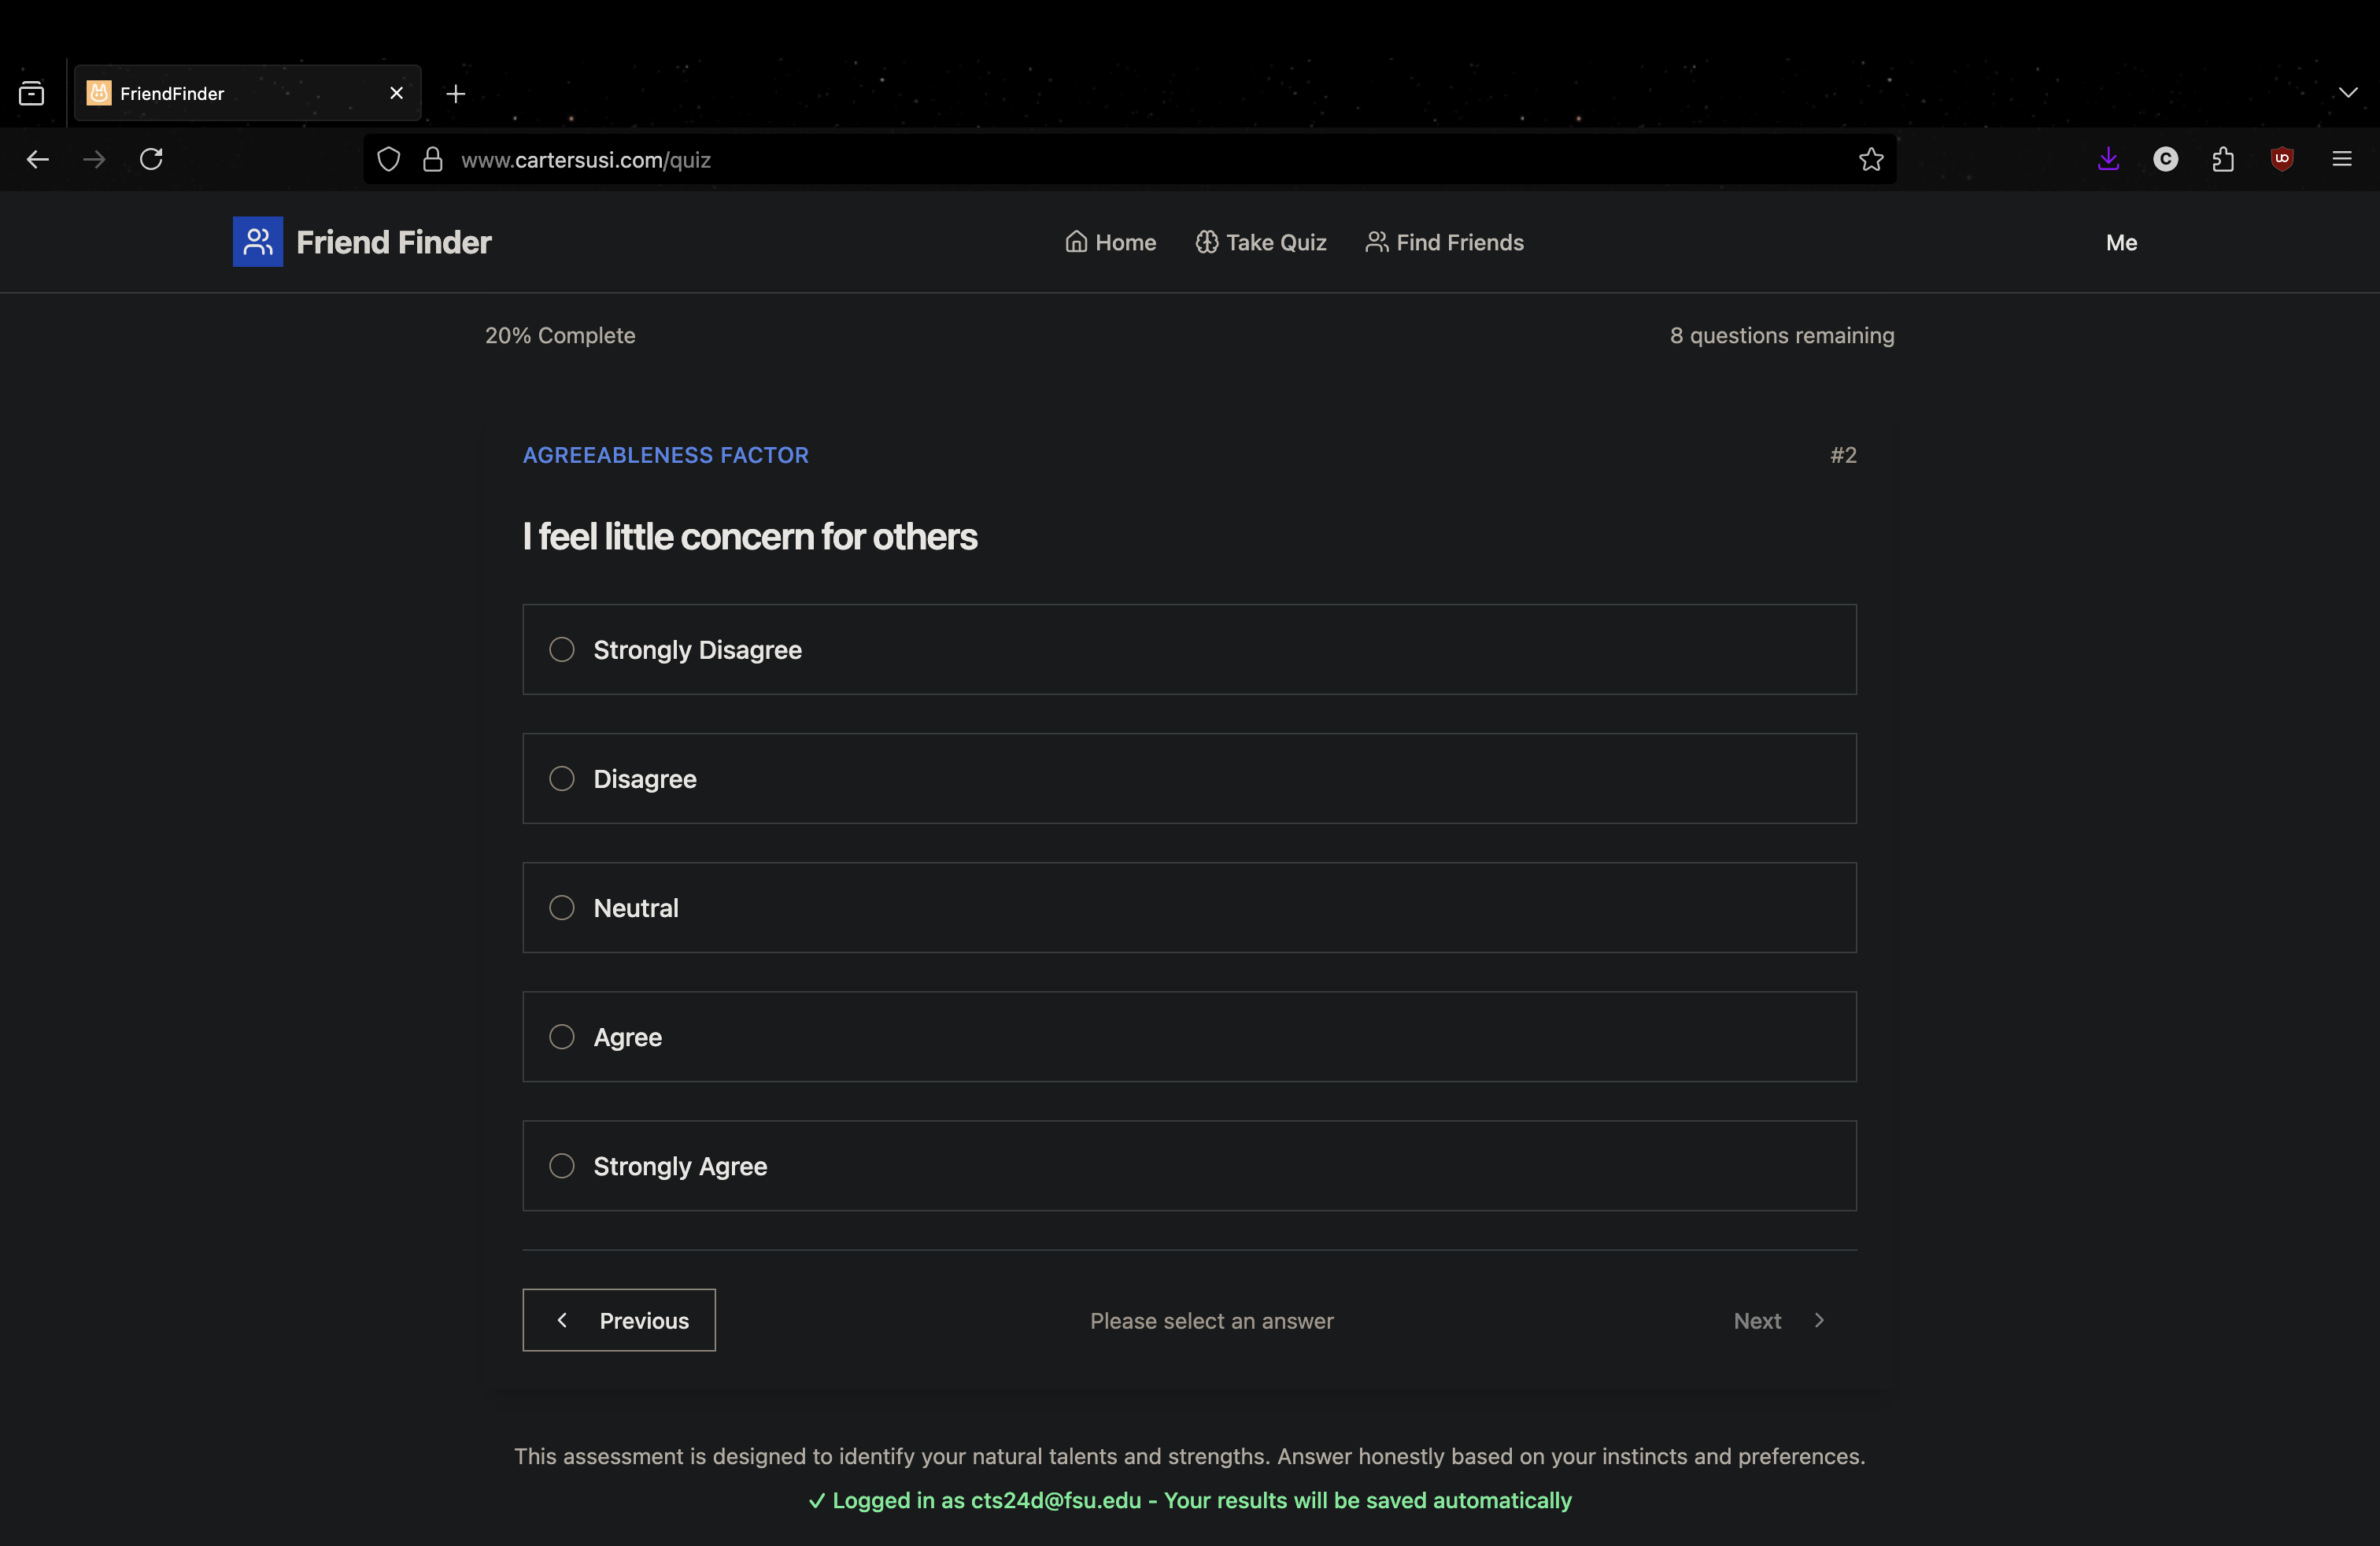 FriendFinder
www.cartersusi.com/quiz
Friend Finder
Home
Take Quiz
Find Friends
Me
20% Complete
8 questions remaining
AGREEABLENESS FACTOR
#2
I feel little concern for others
Strongly Disagree
Disagree
Neutral
Agree
Strongly Agree
Previous
Please select an answer
Next
This assessment is designed to identify your natural talents and strengths. Answer honestly based on your instincts and preferences.
✓ Logged in as cts24d@fsu.edu - Your results will be saved automatically